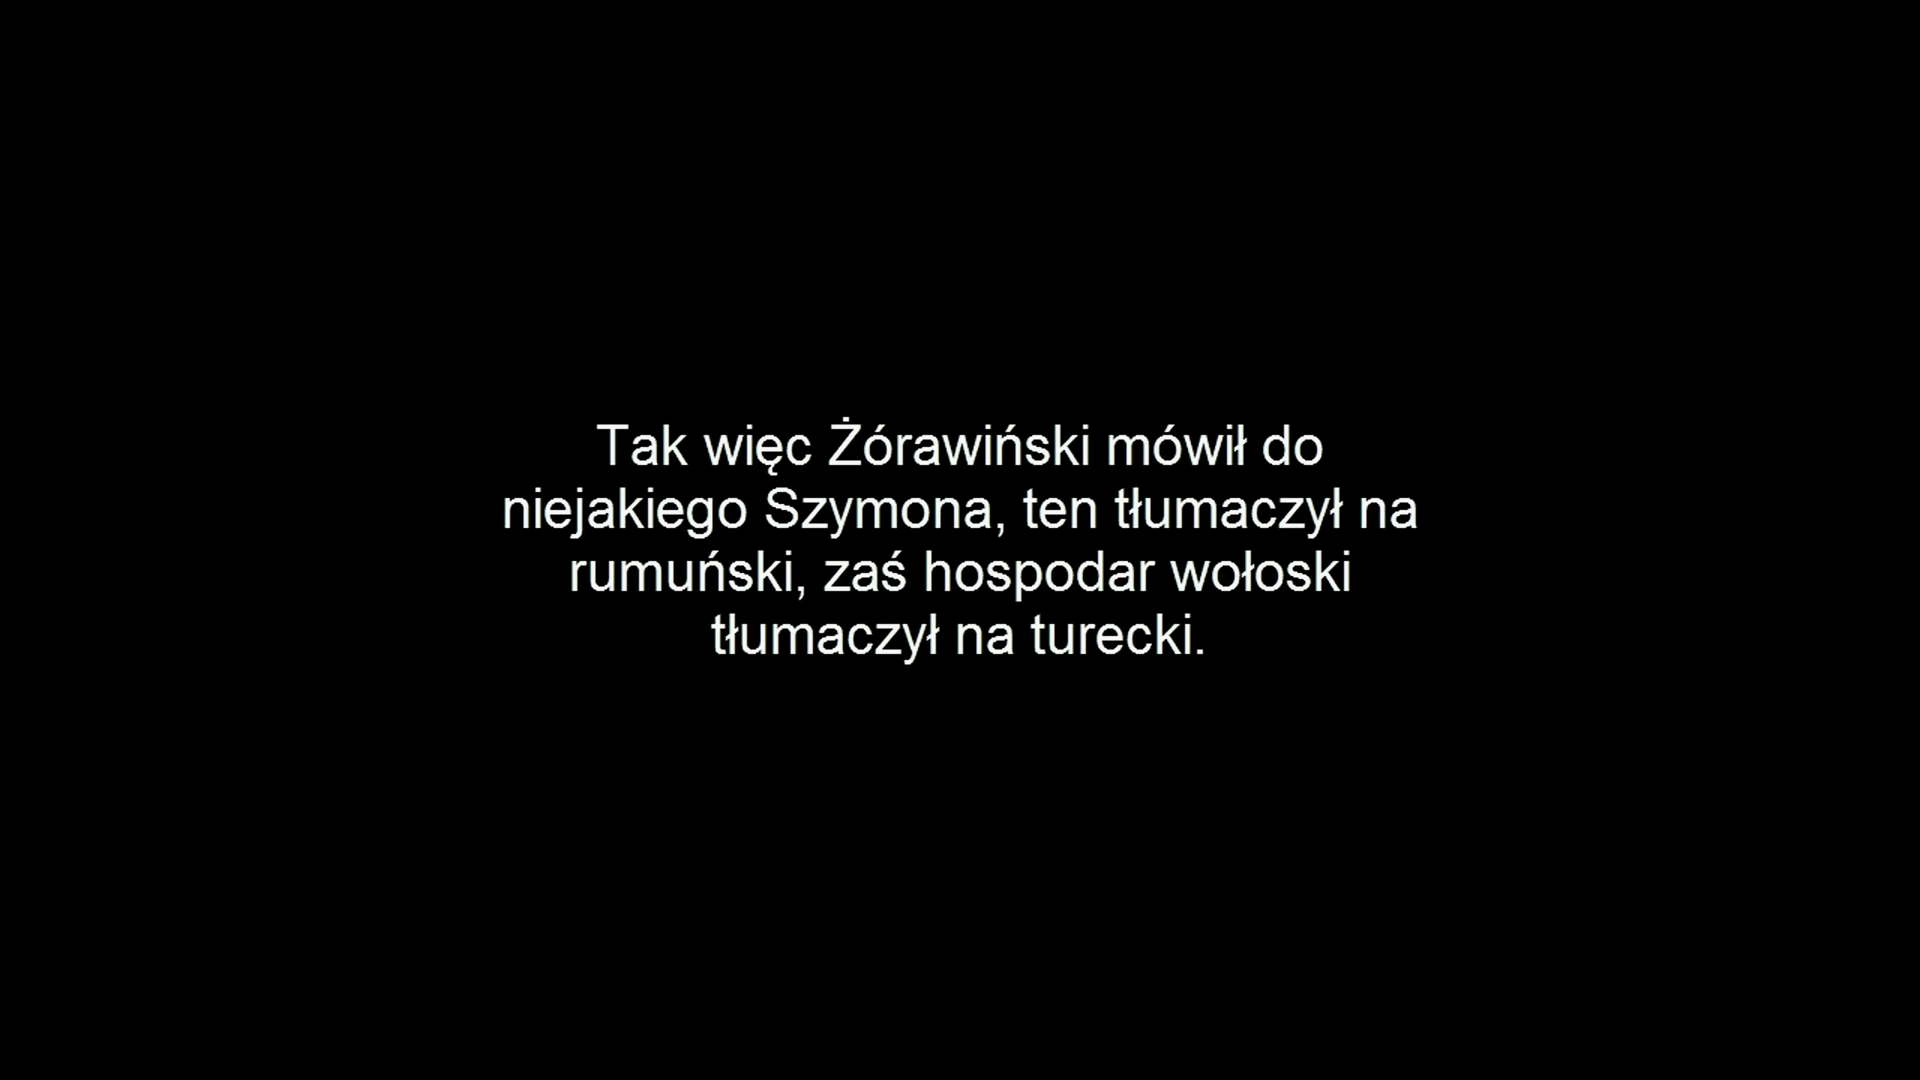 Tak więc Żórawiński mówił do
niejakiego Szymona, ten tłumaczył na
rumuński, zaś hospodar wołoski
tłumaczył na turecki.